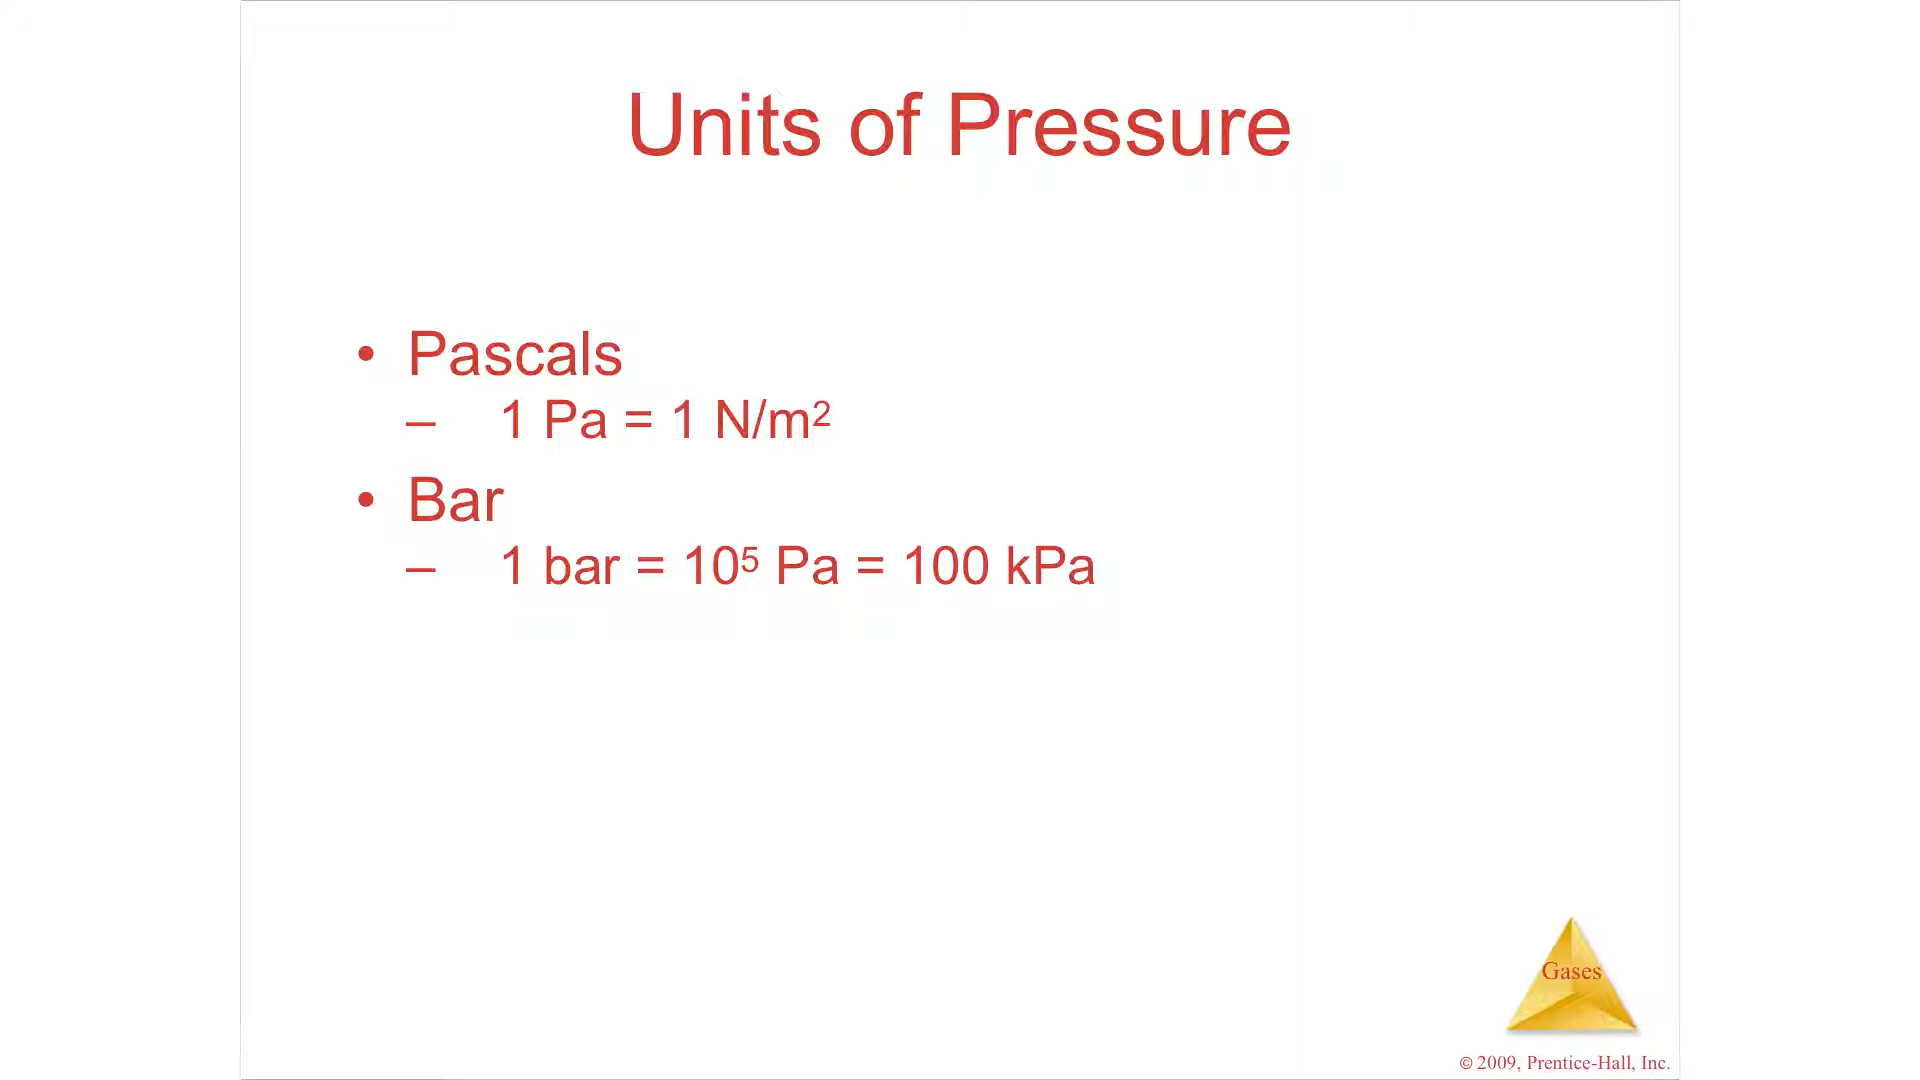 Units of Pressure
• Pascals
– 1 Pa = 1 N/m²
• Bar
– 1 bar = 10⁵ Pa = 100 kPa
Gases
© 2009, Prentice-Hall, Inc.